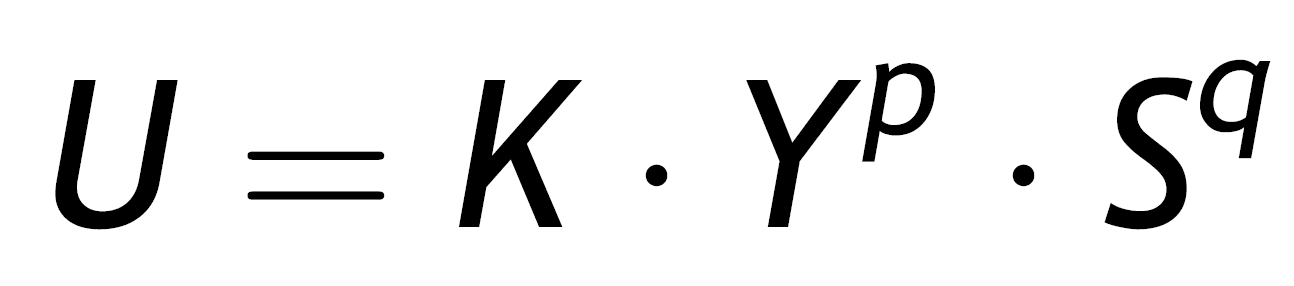 U = K · Y^p · S^q